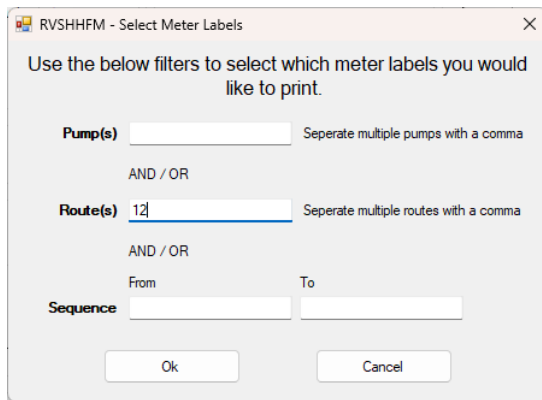 RVSHHFM - Select Meter Labels
Use the below filters to select which meter labels you would
like to print.
Pump(s) Seperate multiple pumps with a comma
AND / OR
Route(s) 12 Seperate multiple routes with a comma
AND / OR
From To
Sequence
Ok Cancel